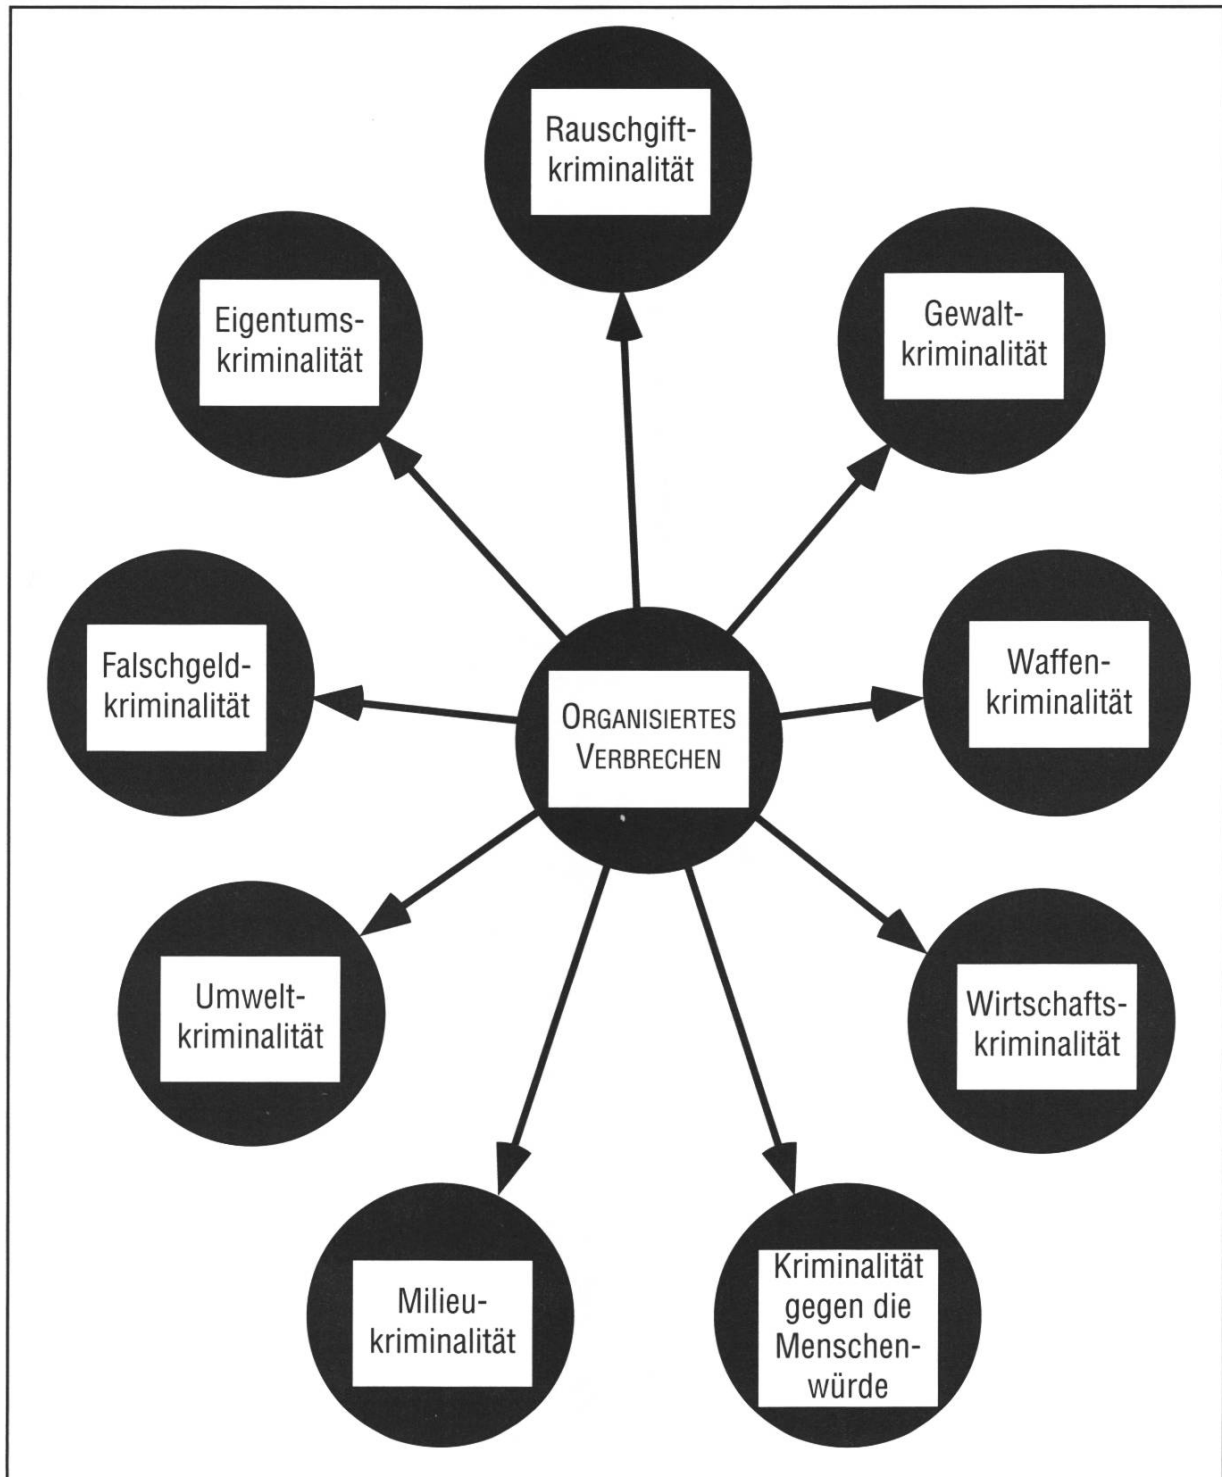 Rauschgift-
kriminalität
Eigentums-
kriminalität
Gewalt-
kriminalität
Falschgeld-
kriminalität
ORGANISIERTES
VERBRECHEN
Waffen-
kriminalität
Umwelt-
kriminalität
Wirtschafts-
kriminalität
Milieu-
kriminalität
Kriminalität
gegen die
Menschen-
würde